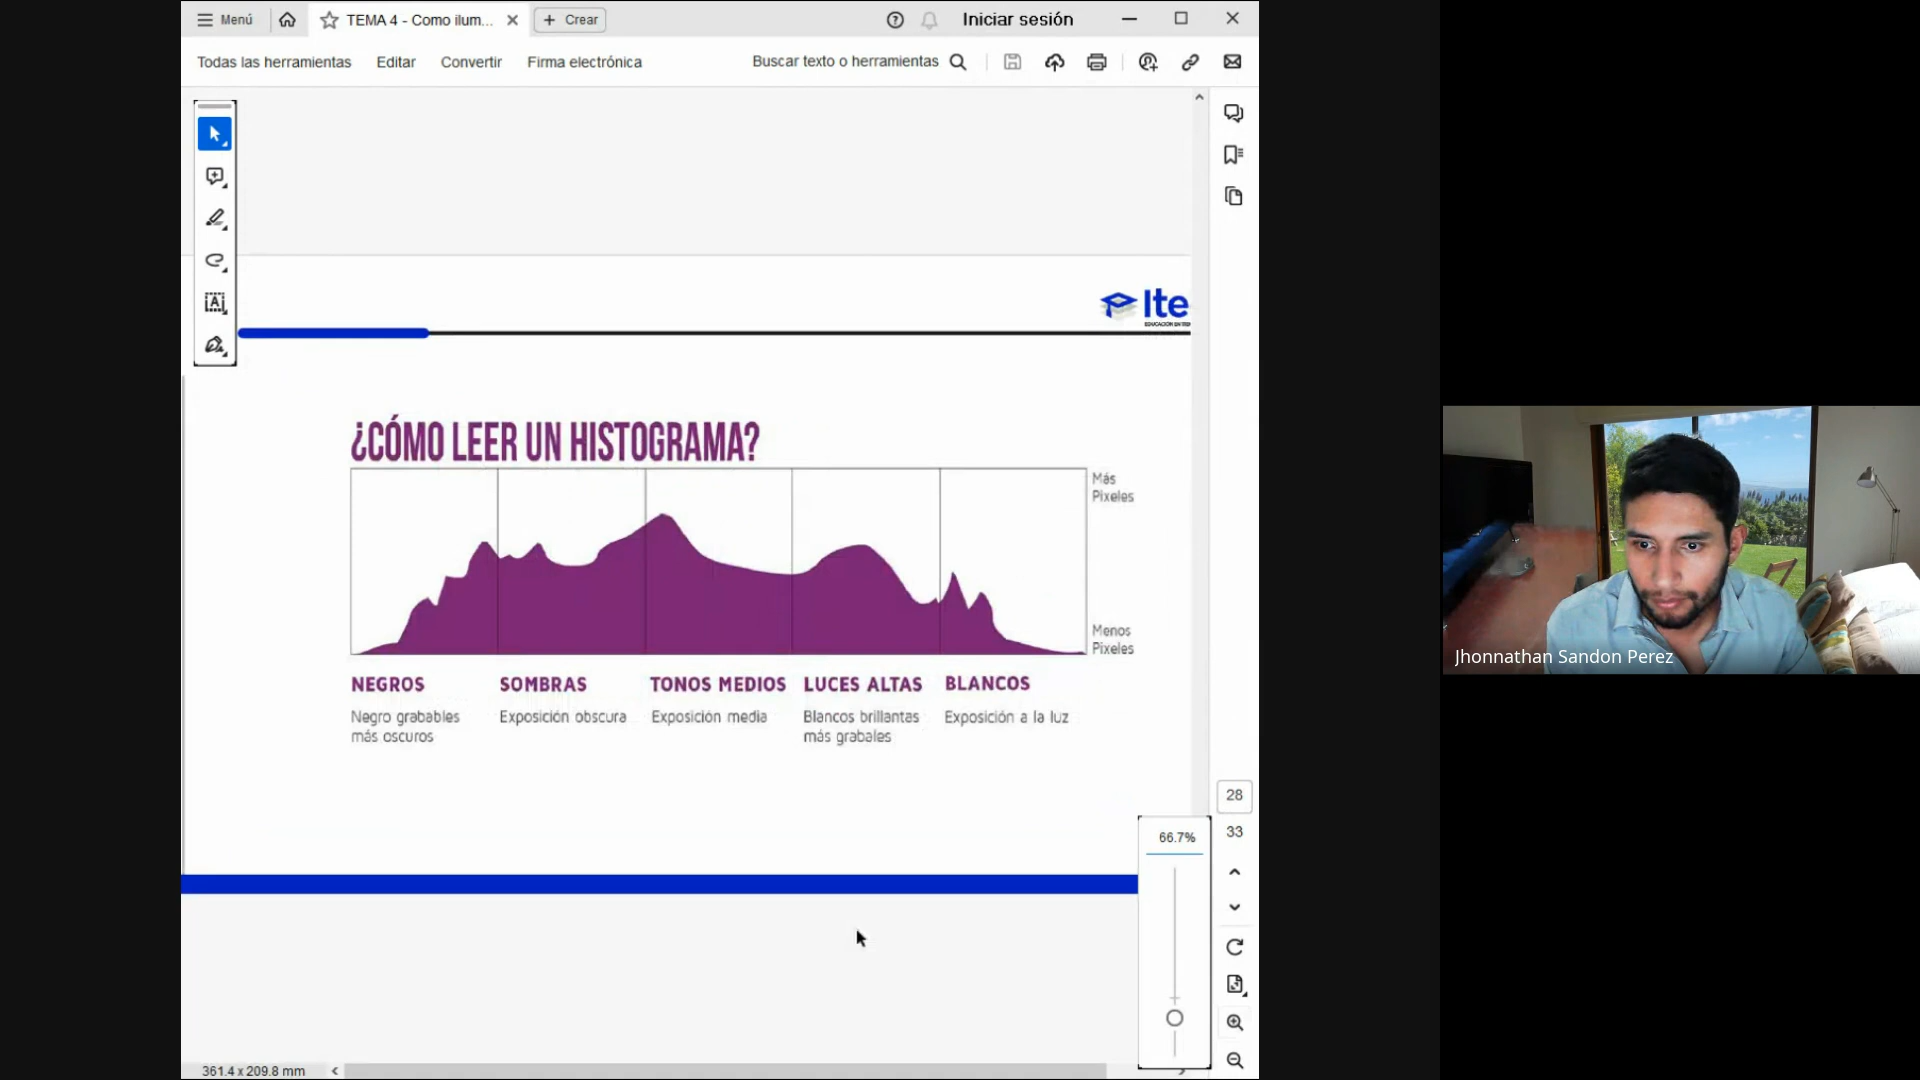 Menú
TEMA 4 - Como ilum...
Crear
Iniciar sesión
Todas las herramientas
Editar
Convertir
Firma electrónica
Buscar texto o herramientas
Ite
¿CÓMO LEER UN HISTOGRAMA?
Más
Pixeles
Menos
Pixeles
NEGROS
Negro grabables
más oscuros
SOMBRAS
Exposición obscura
TONOS MEDIOS
Exposición media
LUCES ALTAS
Blancos brillantas
más grabales
BLANCOS
Exposición a la luz
28
33
66.7%
361.4 x 209.8 mm
Jhonnathan Sandon Perez